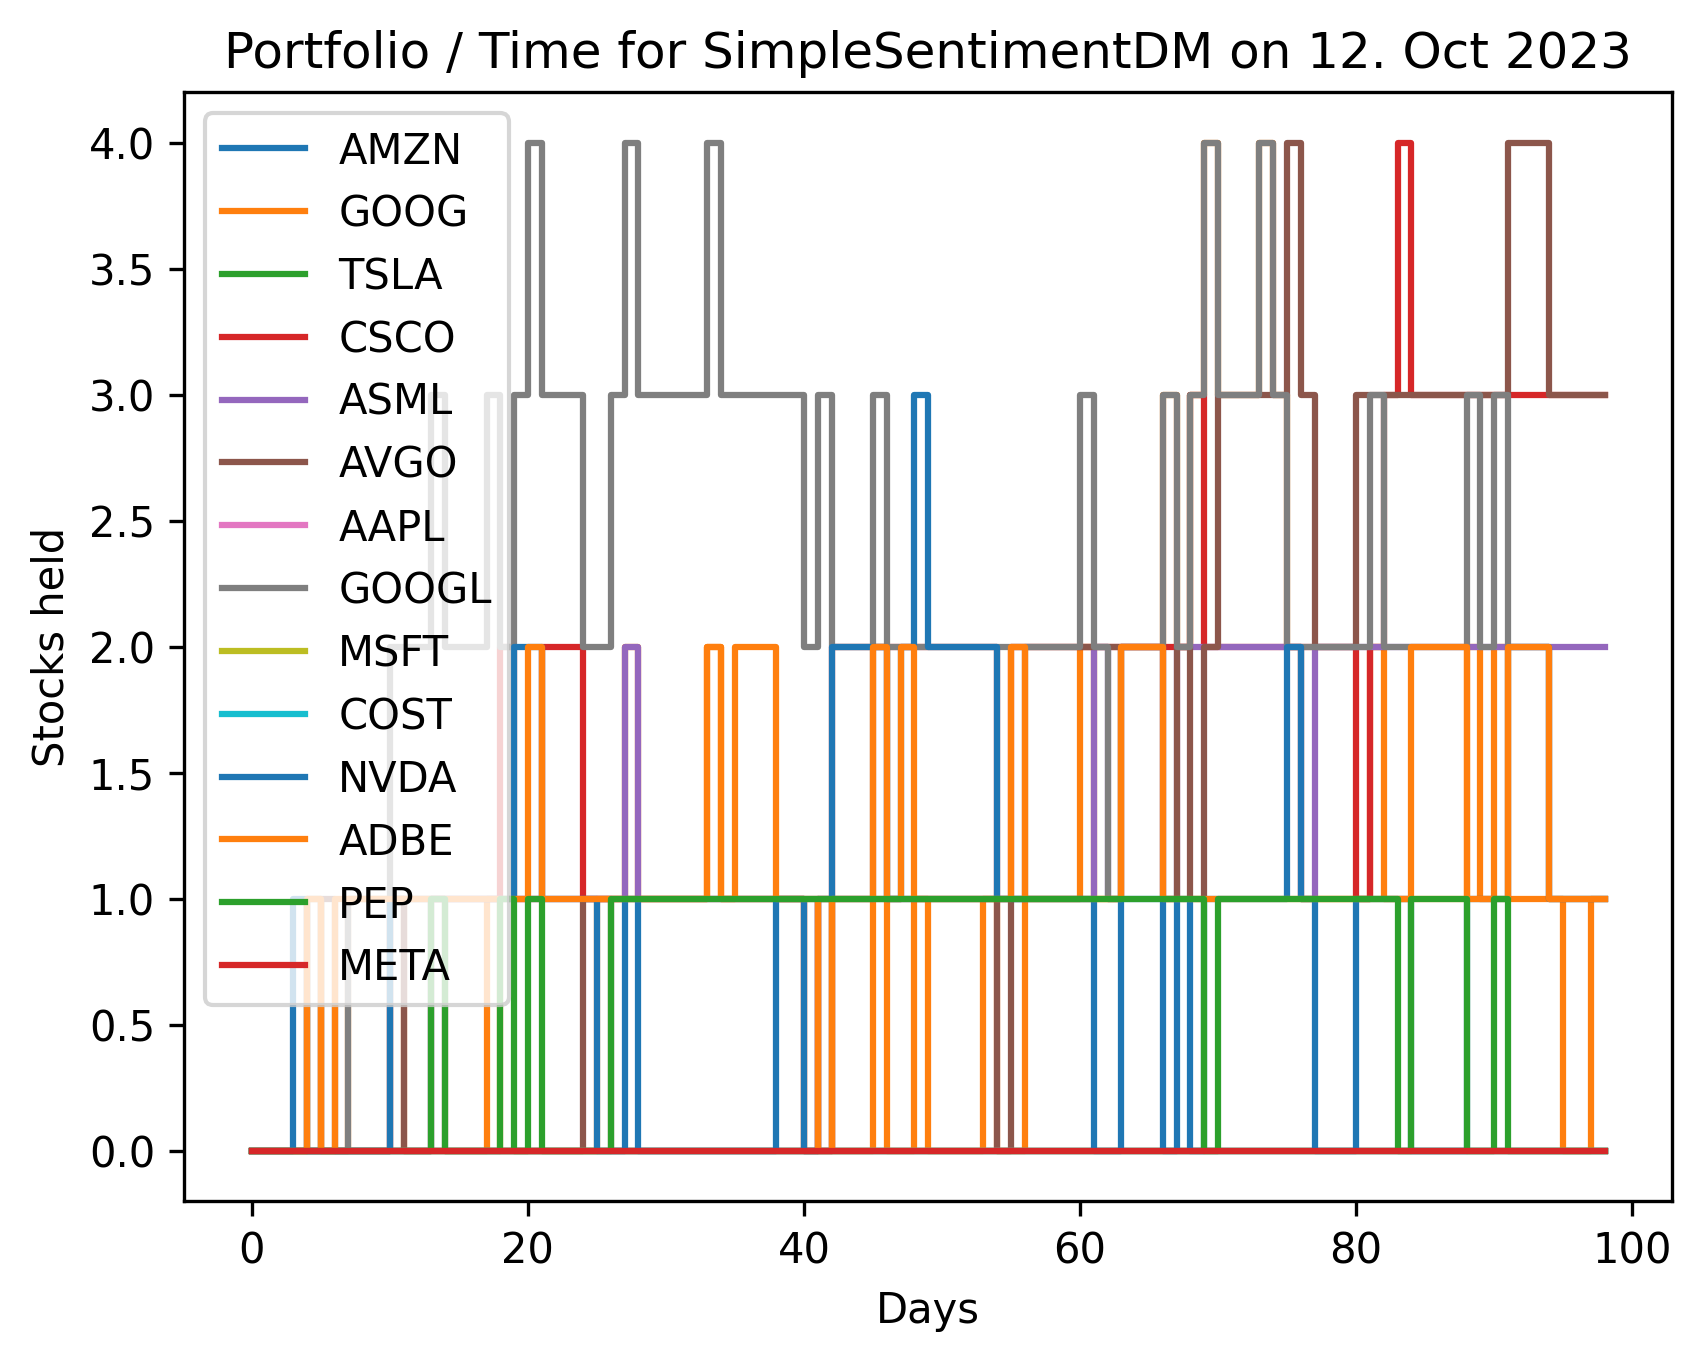 Portfolio / Time for SimpleSentimentDM on 12. Oct 2023
4.0
3.5
3.0
2.5
2.0
1.5
1.0
0.5
0.0
Stocks held
AMZN
GOOG
TSLA
CSCO
ASML
AVGO
AAPL
GOOGL
MSFT
COST
NVDA
ADBE
PEP
META
0 20 40 60 80 100
Days